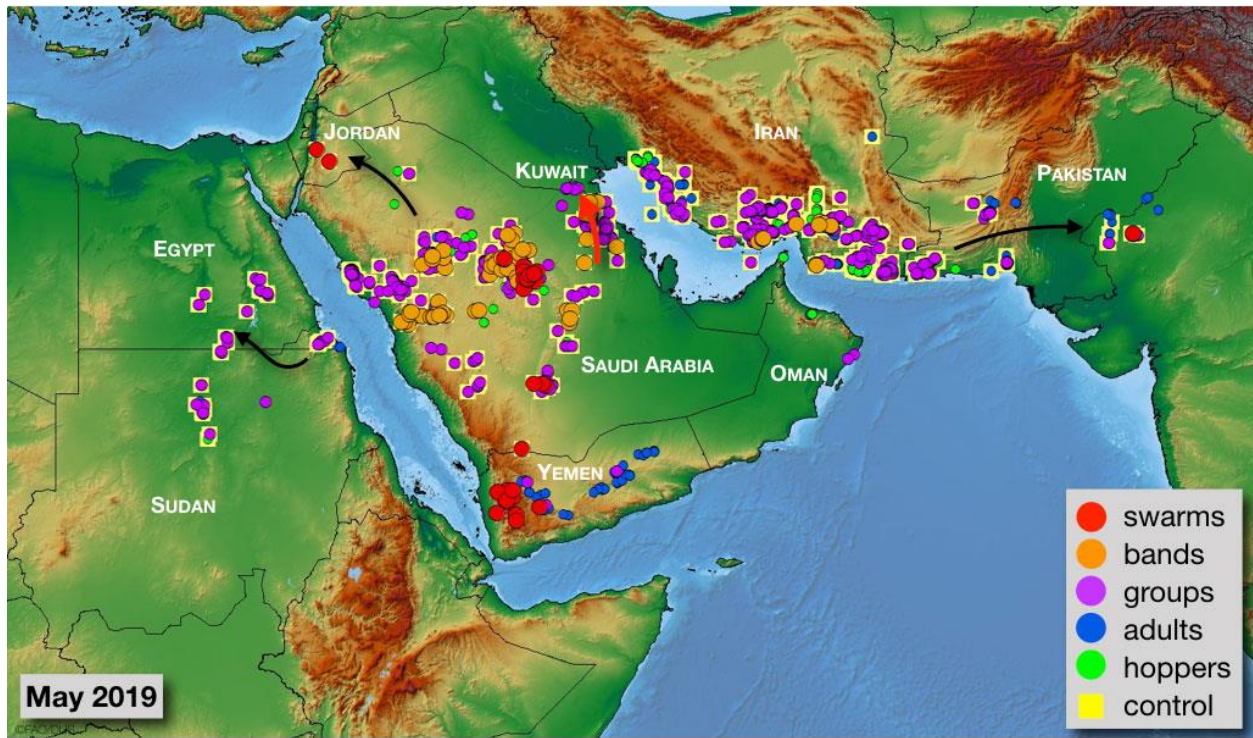 JORDAN
IRAN
KUWAIT
PAKISTAN
EGYPT
SAUDI ARABIA
OMAN
YEMEN
SUDAN
swarms
bands
groups
adults
hoppers
control
May 2019